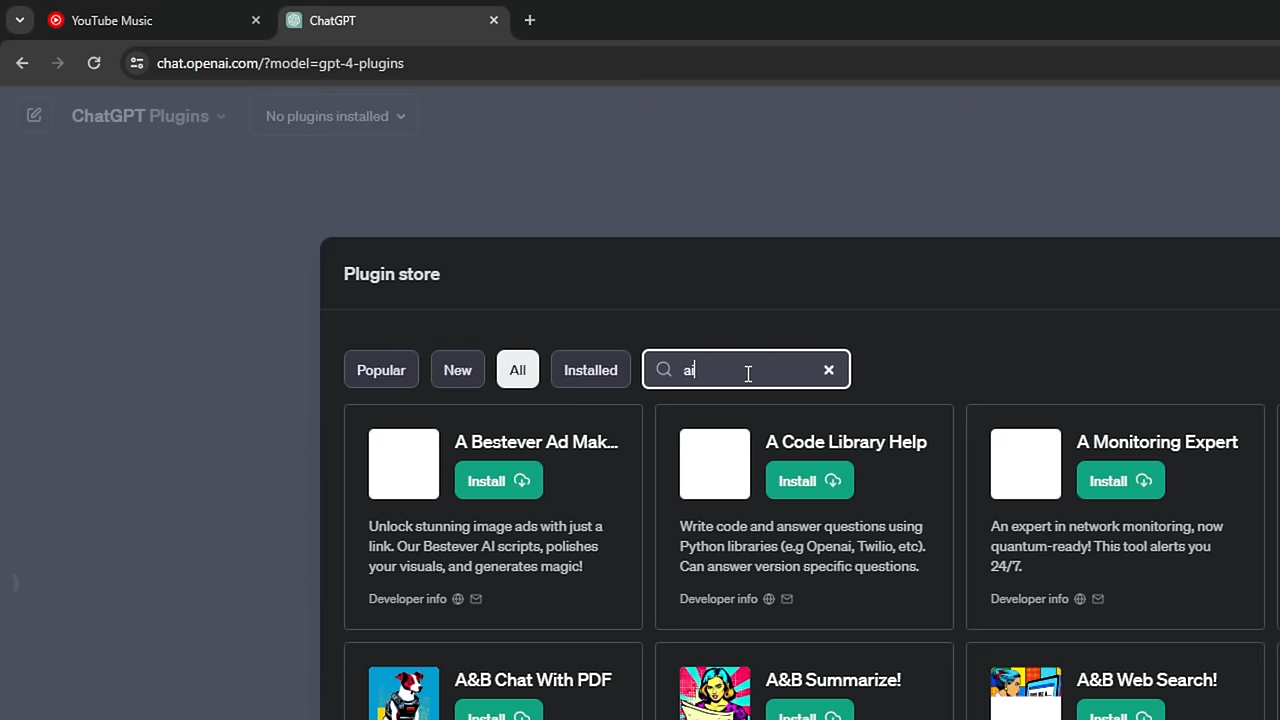 YouTube Music
ChatGPT
chat.openai.com/?model=gpt-4-plugins
ChatGPT Plugins
No plugins installed
Plugin store
Popular
New
All
Installed
ai
A Bestever Ad Mak...
Install
Unlock stunning image ads with just a
link. Our Bestever AI scripts, polishes
your visuals, and generates magic!
Developer info
A Code Library Help
Install
Write code and answer questions using
Python libraries (e.g Openai, Twilio, etc).
Can answer version specific questions.
Developer info
A Monitoring Expert
Install
An expert in network monitoring, now
quantum-ready! This tool alerts you
24/7.
Developer info
A&B Chat With PDF
Install
A&B Summarize!
Install
A&B Web Search!
Install